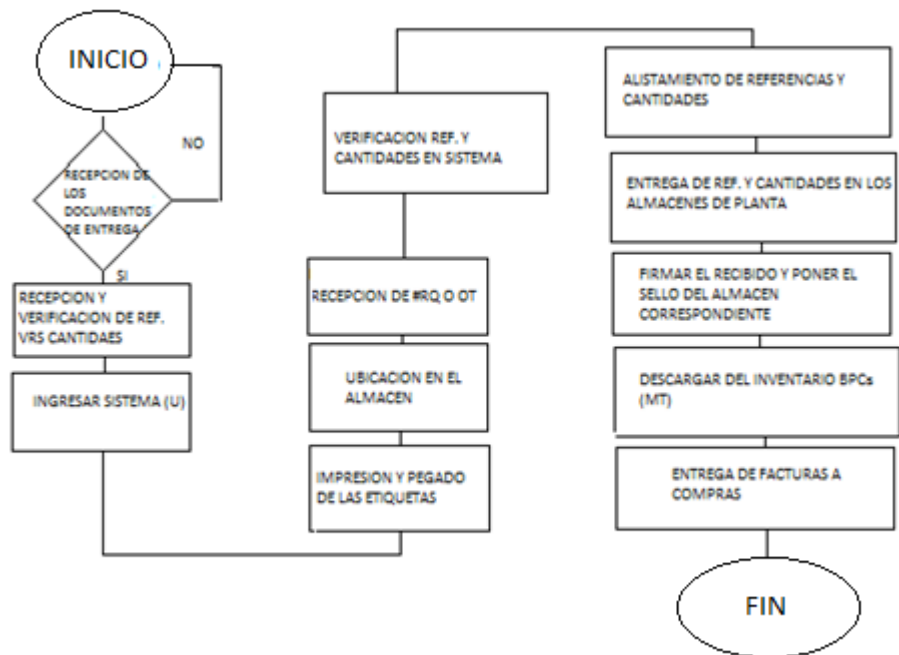 INICIO
NO
RECEPCION DE
LOS
DOCUMENTOS
DE ENTREGA
SI
RECEPCION Y
VERIFICACION DE REF.
VRS CANTIDAES
INGRESAR SISTEMA (U)
VERIFICACION REF. Y
CANTIDADES EN SISTEMA
RECEPCION DE #RQ O OT
UBICACION EN EL
ALMACEN
IMPRESION Y PEGADO
DE LAS ETIQUETAS
ALISTAMIENTO DE REFERENCIAS Y
CANTIDADES
ENTREGA DE REF. Y CANTIDADES EN LOS
ALMACENES DE PLANTA
FIRMAR EL RECIBIDO Y PONER EL
SELLO DEL ALMACEN
CORRESPONDIENTE
DESCARGAR DEL INVENTARIO BPCs
(MT)
ENTREGA DE FACTURAS A
COMPRAS
FIN